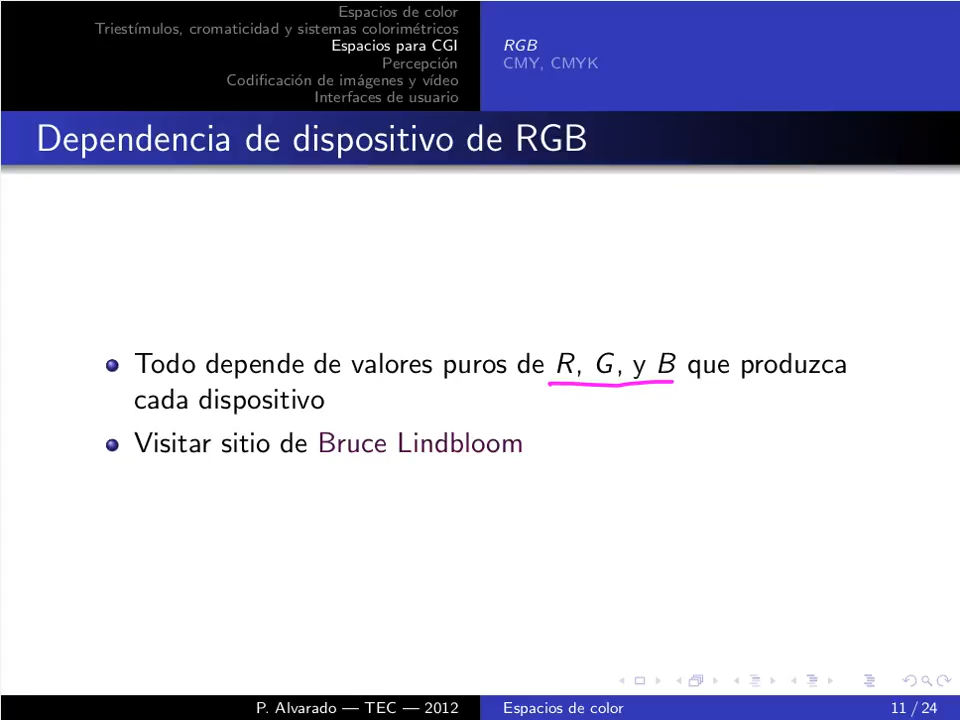 Espacios de color
Triestímulos, cromaticidad y sistemas colorimétricos
Espacios para CGI
Percepción
Codificación de imágenes y vídeo
Interfaces de usuario
RGB
CMY, CMYK
Dependencia de dispositivo de RGB
Todo depende de valores puros de R, G, y B que produzca
cada dispositivo
Visitar sitio de Bruce Lindbloom
P. Alvarado — TEC — 2012
Espacios de color
11 / 24